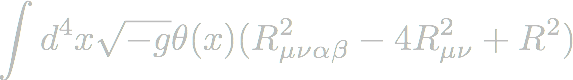 ∫ d⁴x√−g θ(x)(R²_{μναβ} − 4R²_{μν} + R²)